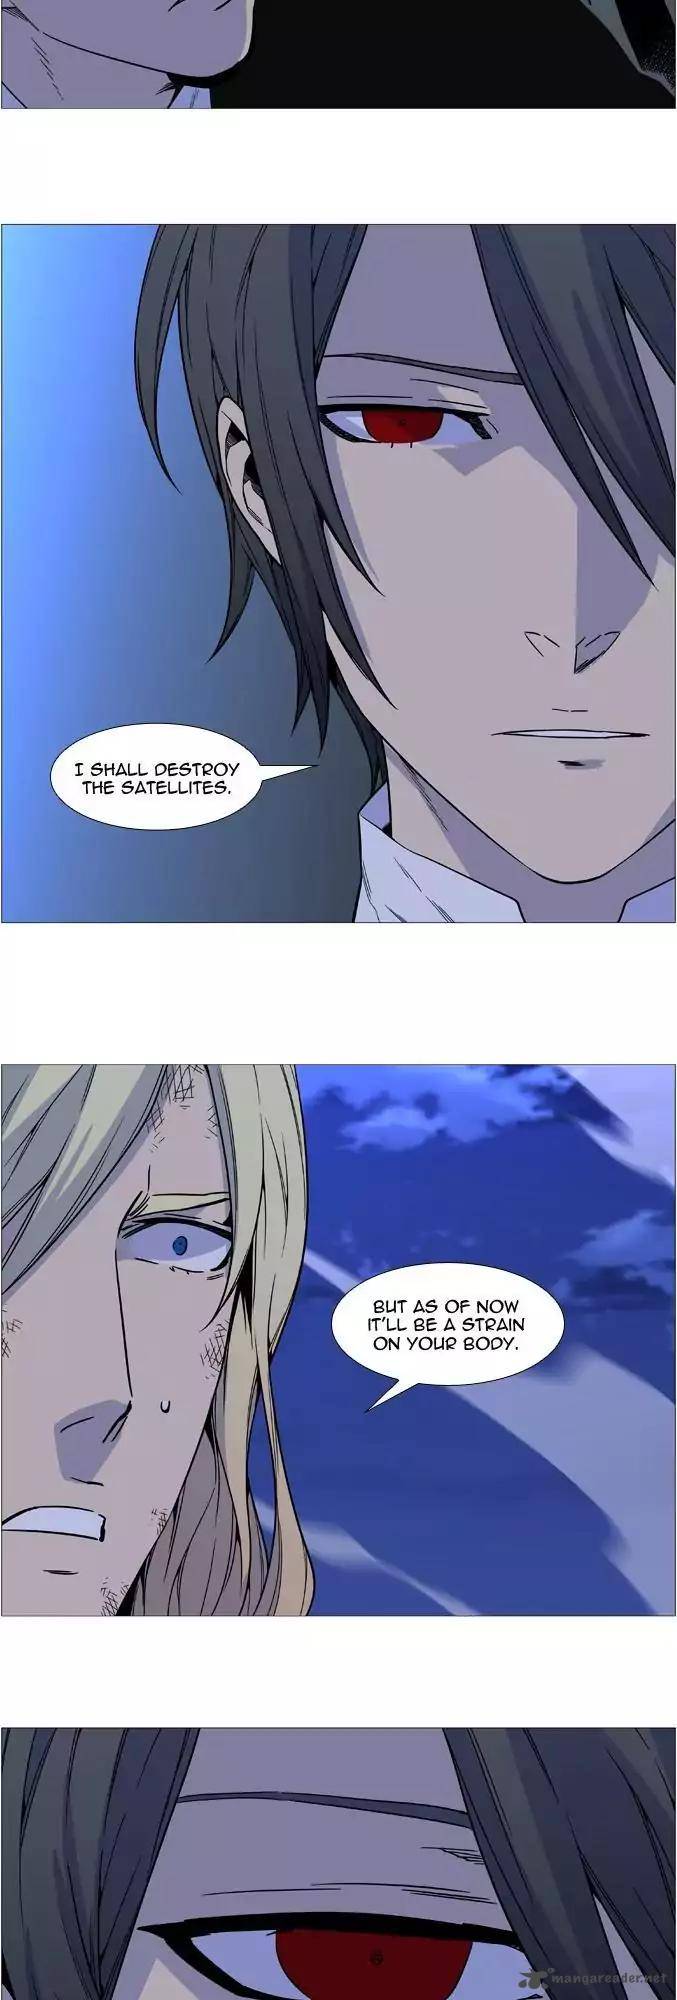 I SHALL DESTROY
THE SATELLITES.
BUT AS OF NOW
IT'LL BE A STRAIN
ON YOUR BODY.
mangareader.net